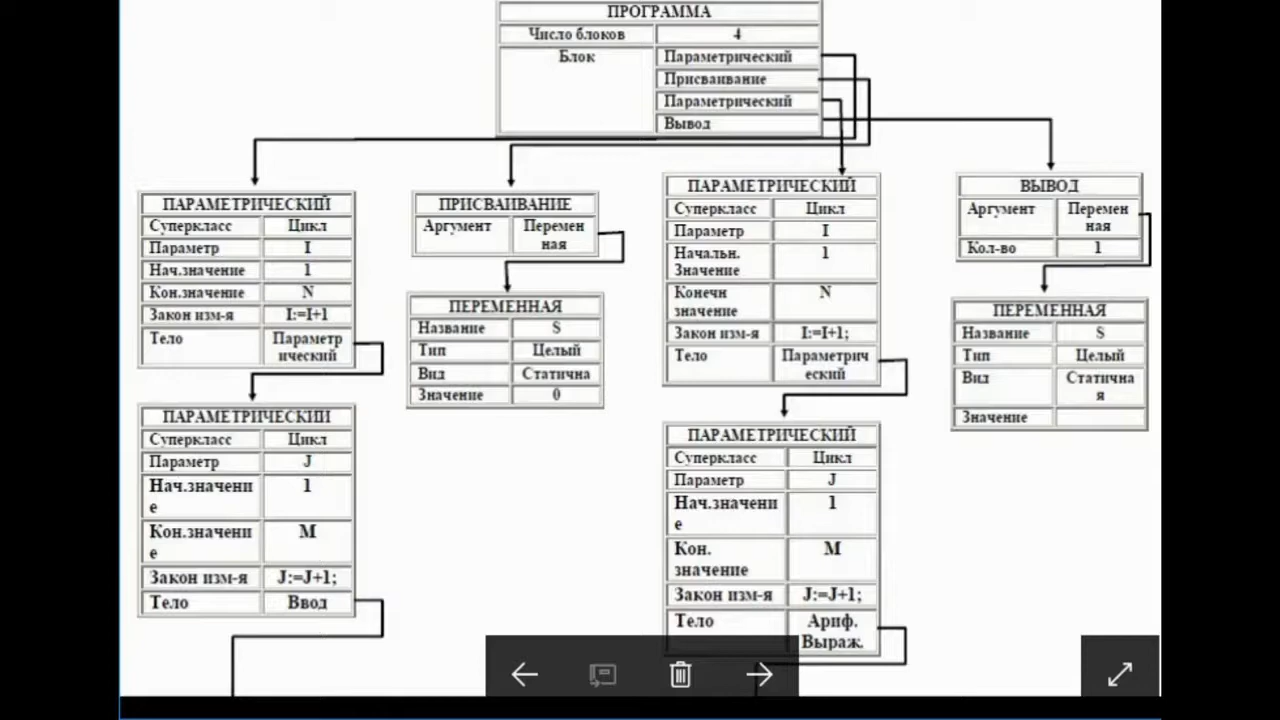 ПРОГРАММА
Число блоков 4
Блок Параметрический
Присваивание
Параметрический
Вывод
ПАРАМЕТРИЧЕСКИЙ
Суперкласс Цикл
Параметр I
Нач.значение 1
Кон.значение N
Закон изм-я I:=I+1
Тело Параметр
ический
ПРИСВАИВАНИЕ
Аргумент Перемен
ная
ПАРАМЕТРИЧЕСКИЙ
Суперкласс Цикл
Параметр I
Начальн. 1
Значение
Конечн N
значение
Закон изм-я I:=I+1;
Тело Параметрич
еский
ВЫВОД
Аргумент Перемен
ная
Кол-во 1
ПЕРЕМЕННАЯ
Название S
Тип Целый
Вид Статична
Значение 0
ПЕРЕМЕННАЯ
Название S
Тип Целый
Вид Статична
я
Значение
ПАРАМЕТРИЧЕСКИЙ
Суперкласс Цикл
Параметр J
Нач.значени 1
е
Кон.значени M
е
Закон изм-я J:=J+1;
Тело Ввод
ПАРАМЕТРИЧЕСКИЙ
Суперкласс Цикл
Параметр J
Нач.значени 1
е
Кон. M
значение
Закон изм-я J:=J+1;
Тело Ариф.
Выраж.